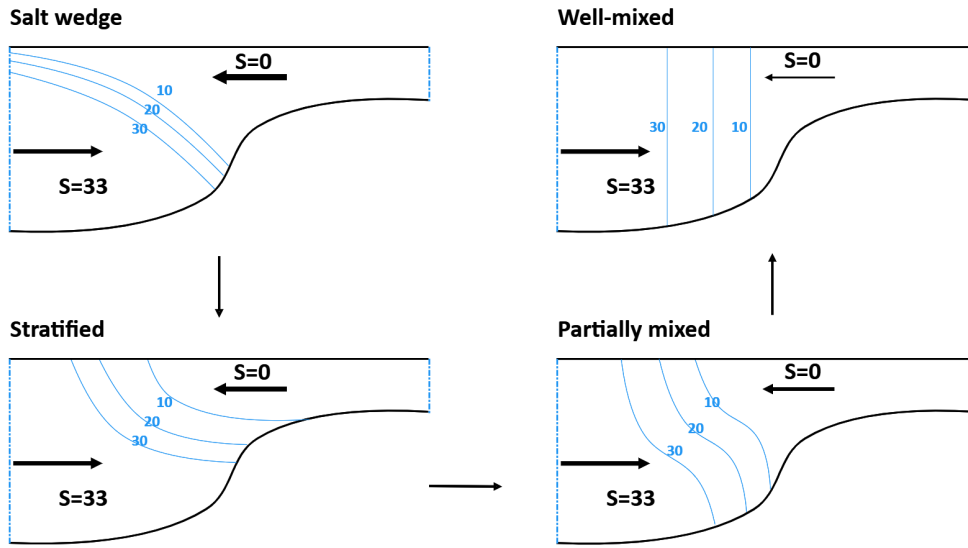 Salt wedge
S=0
10
20
30
S=33
Well-mixed
S=0
30 20 10
S=33
Stratified
S=0
10
20
30
S=33
Partially mixed
S=0
10
20
30
S=33